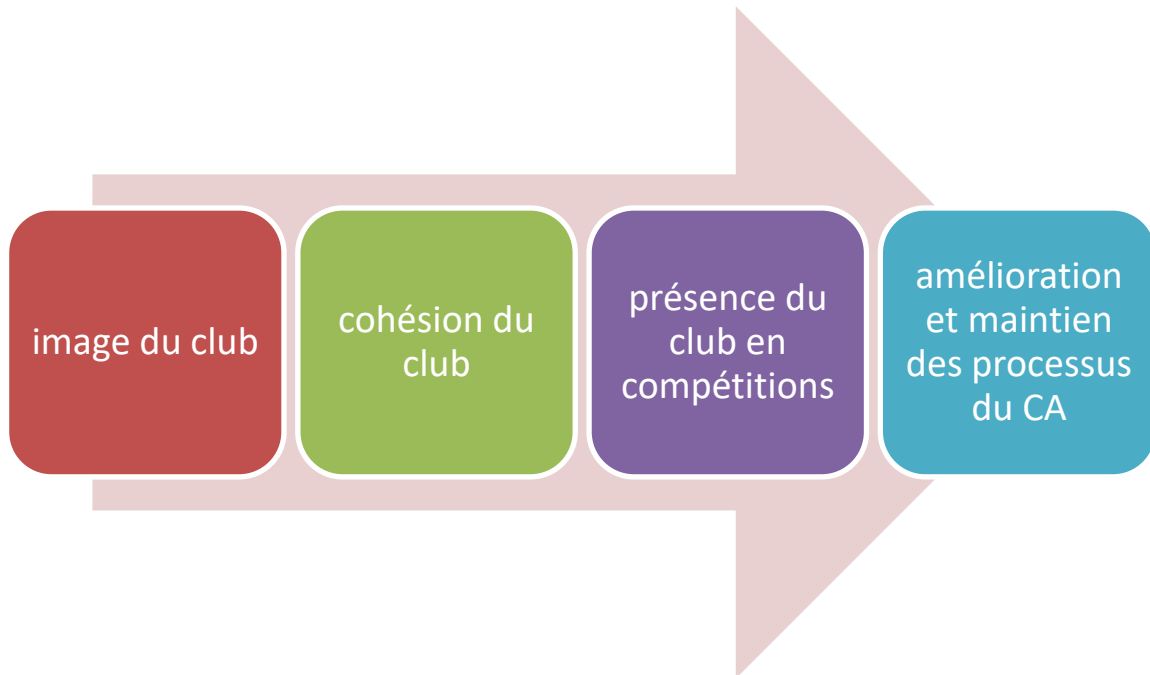 image du club
cohésion du
club
présence du
club en
compétitions
amélioration
et maintien
des processus
du CA